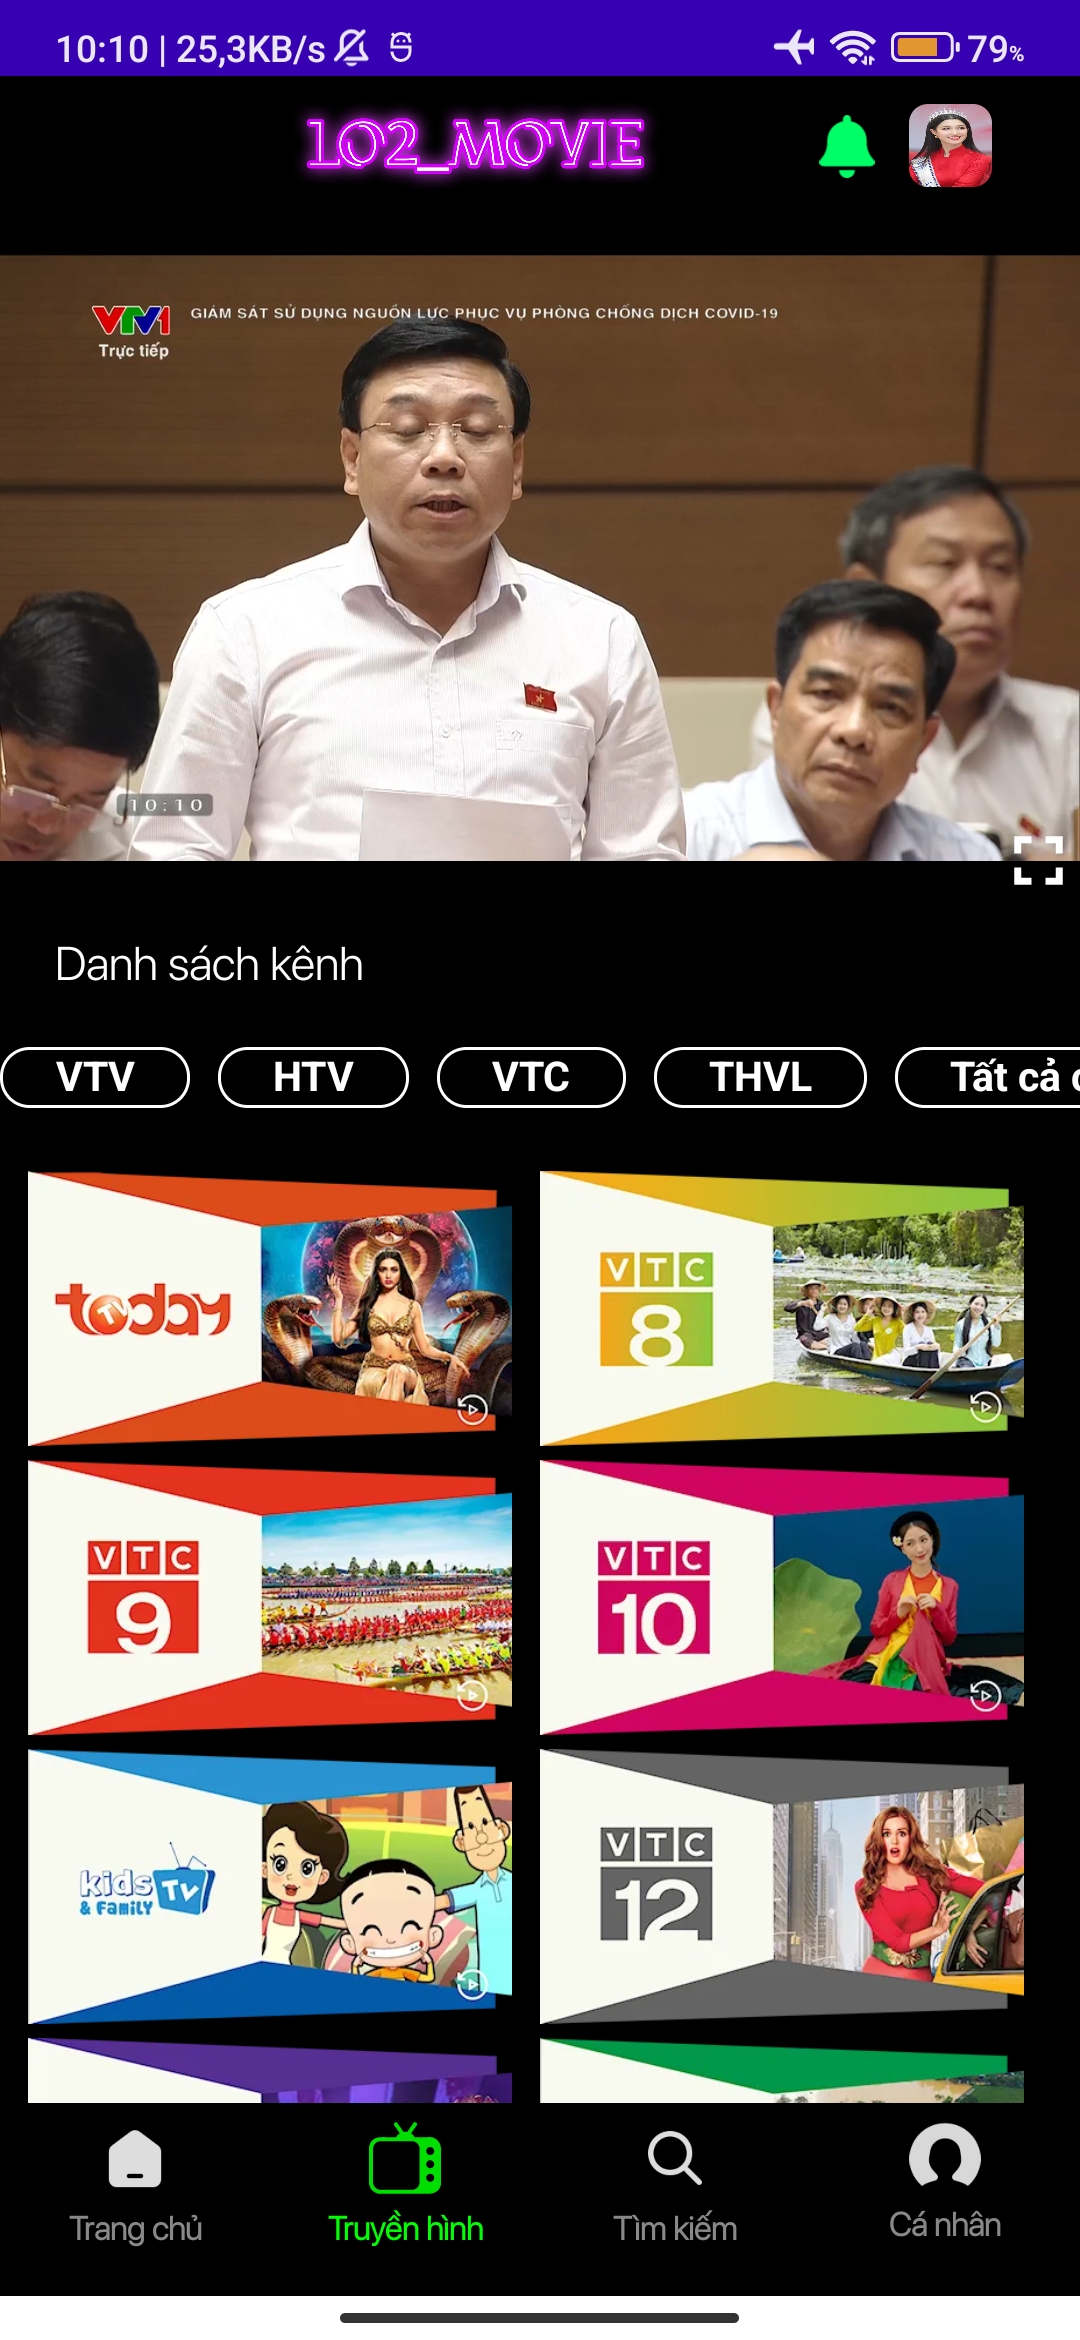 10:10 | 25,3KB/s
79%
102_MOVIE
VTV1
GIÁM SÁT SỬ DỤNG NGUỒN LỰC PHỤC VỤ PHÒNG CHỐNG DỊCH COVID-19
Trực tiếp
10:10
Danh sách kênh
VTV
HTV
VTC
THVL
Tất cả
today
TV
VTC
8
VTC
9
VTC
10
kids TV
& FAMILY
VTC
12
Trang chủ
Truyền hình
Tìm kiếm
Cá nhân